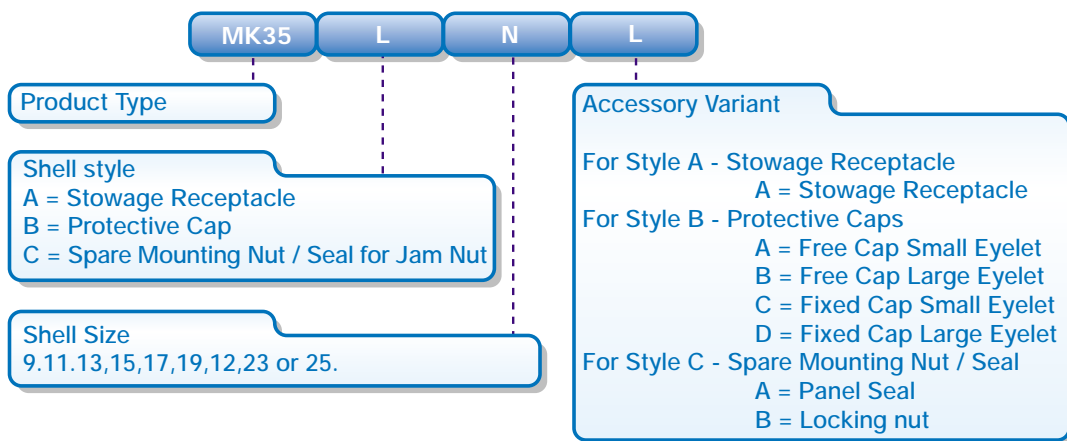 MK35 L N L
Product Type
Shell style
A = Stowage Receptacle
B = Protective Cap
C = Spare Mounting Nut / Seal for Jam Nut
Shell Size
9.11.13,15,17,19,12,23 or 25.
Accessory Variant
For Style A - Stowage Receptacle
A = Stowage Receptacle
For Style B - Protective Caps
A = Free Cap Small Eyelet
B = Free Cap Large Eyelet
C = Fixed Cap Small Eyelet
D = Fixed Cap Large Eyelet
For Style C - Spare Mounting Nut / Seal
A = Panel Seal
B = Locking nut